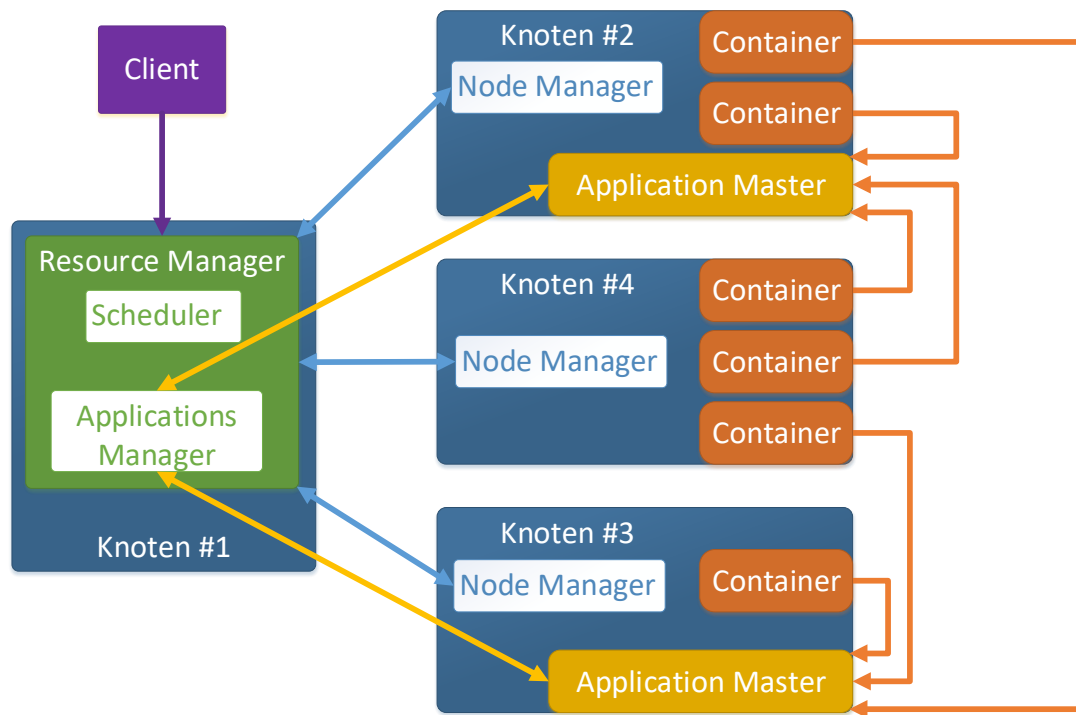 Client
Resource Manager
Scheduler
Applications
Manager
Knoten #1
Knoten #2
Node Manager
Container
Container
Application Master
Knoten #4
Node Manager
Container
Container
Container
Knoten #3
Node Manager
Container
Application Master